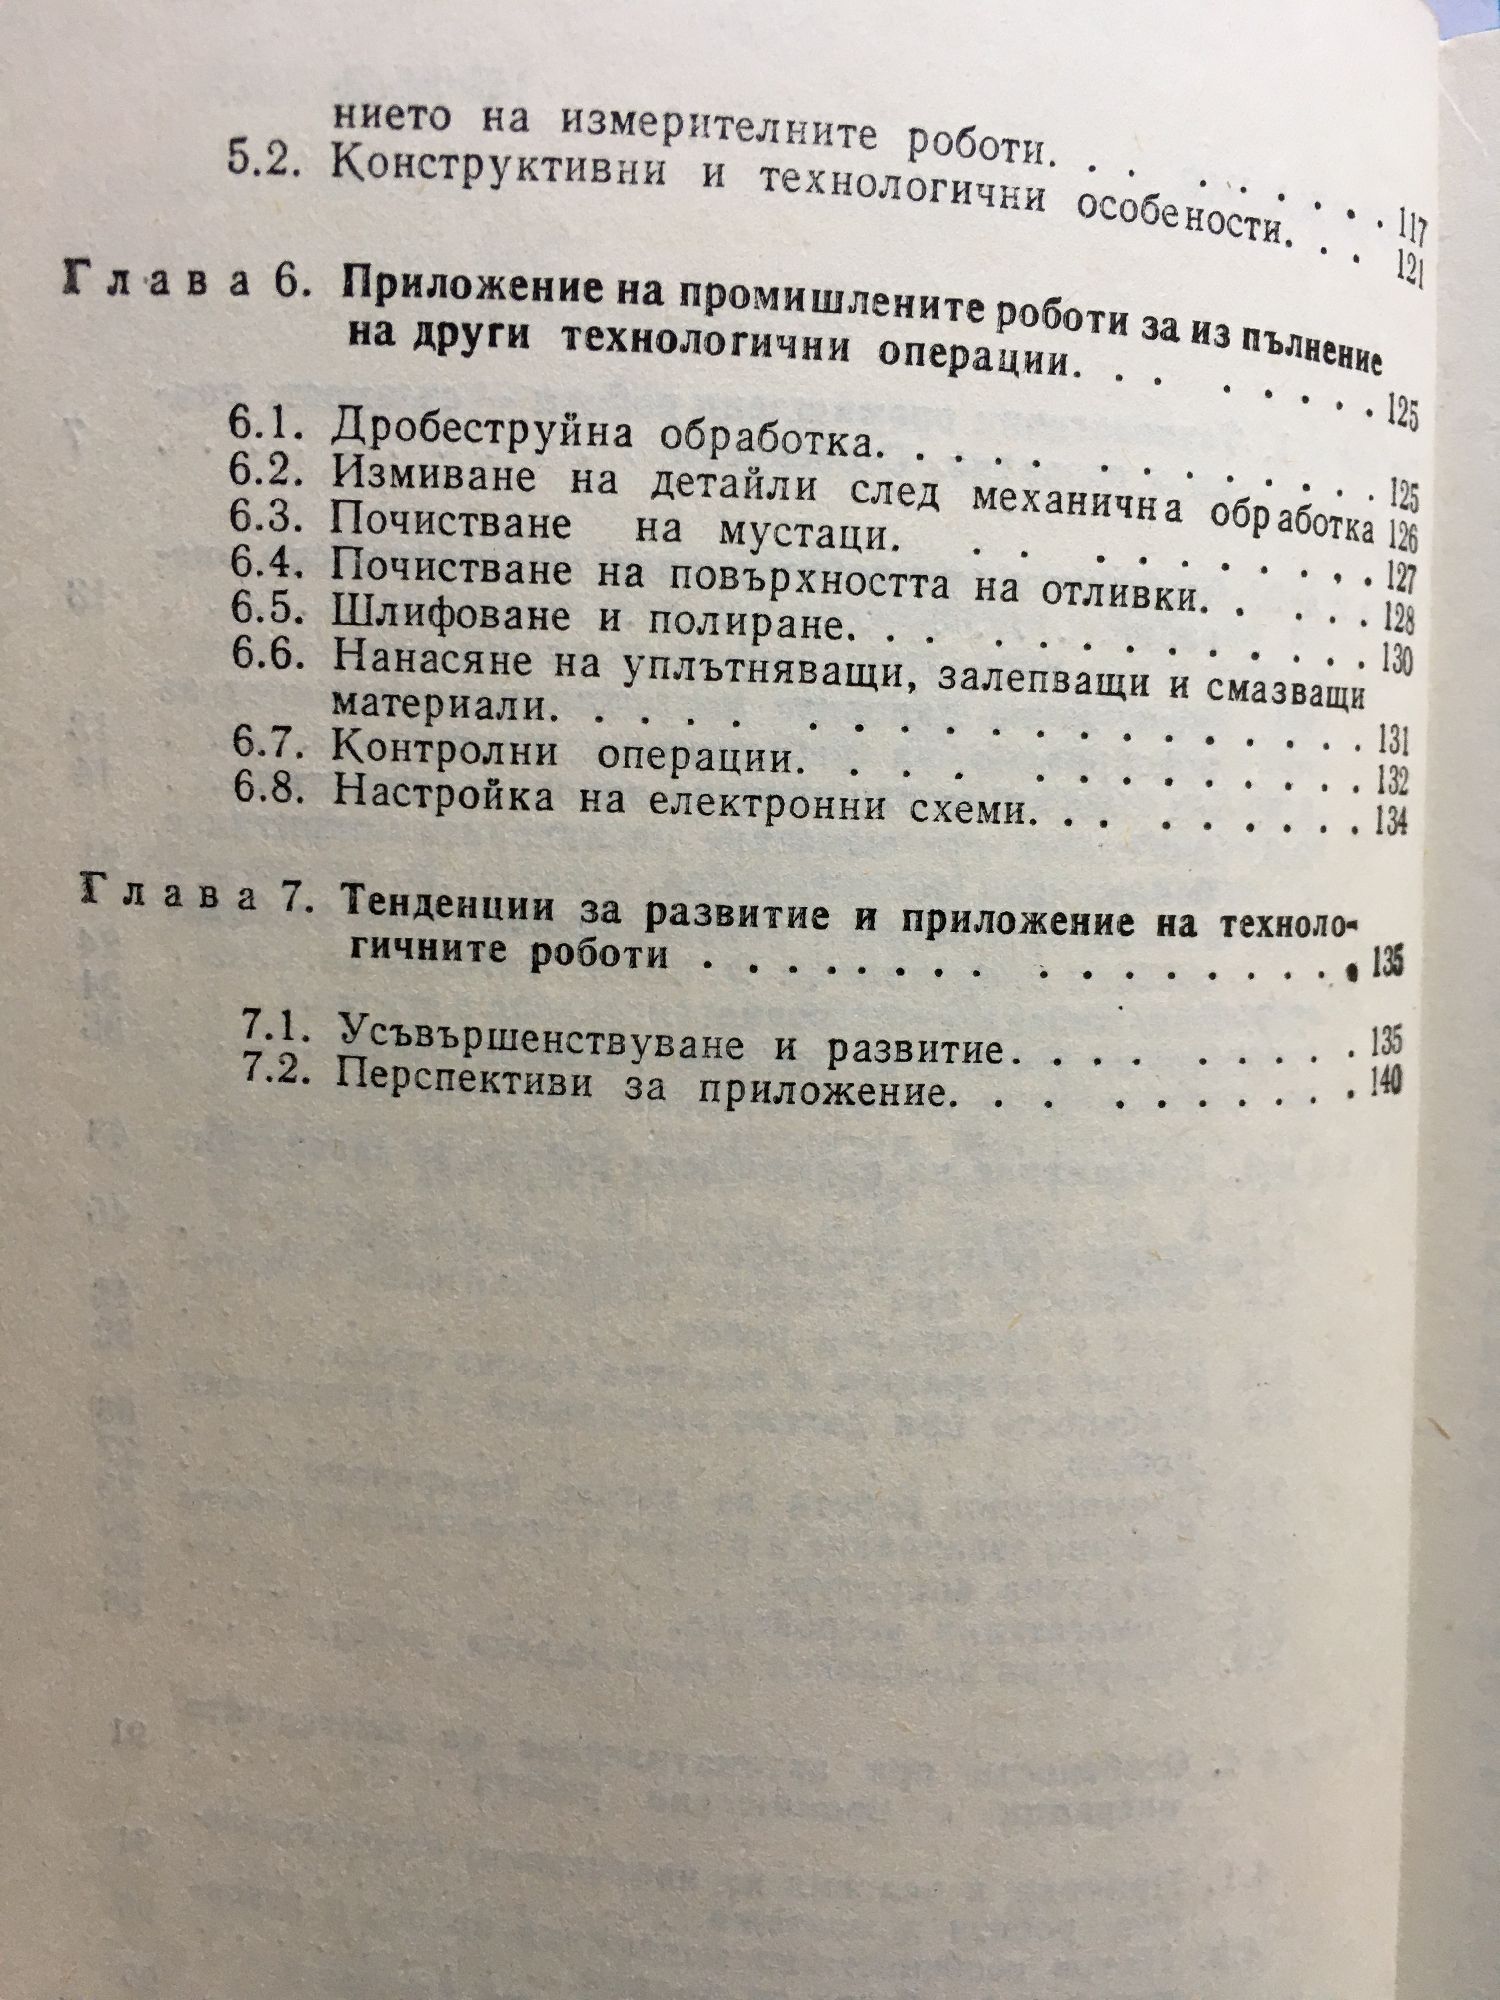 нието на измерителните роботи. . . . . . . . . . 117
5.2. Конструктивни и технологични особености. . . 121
Глава 6. Приложение на промишлените роботи за из пълнение
на други технологични операции. . . . . . . . 125
6.1. Дробеструйна обработка. . . . . . . . . . . . 125
6.2. Измиване на детайли след механична обработка 126
6.3. Почистване на мустаци. . . . . . . . . . . 127
6.4. Почистване на повърхността на отливки. . . . . 128
6.5. Шлифоване и полиране. . . . . . . . . . . . 130
6.6. Нанасяне на уплътняващи, залепващи и смазващи
материали. . . . . . . . . . . . . . . . . . 131
6.7. Контролни операции. . . . . . . . . . . . 132
6.8. Настройка на електронни схеми. . . . . . . . 134
Глава 7. Тенденции за развитие и приложение на техноло-
гичните роботи . . . . . . . . . . . . . . . 135
7.1. Усъвършенствуване и развитие. . . . . . . . 135
7.2. Перспективи за приложение. . . . . . . . . . 140